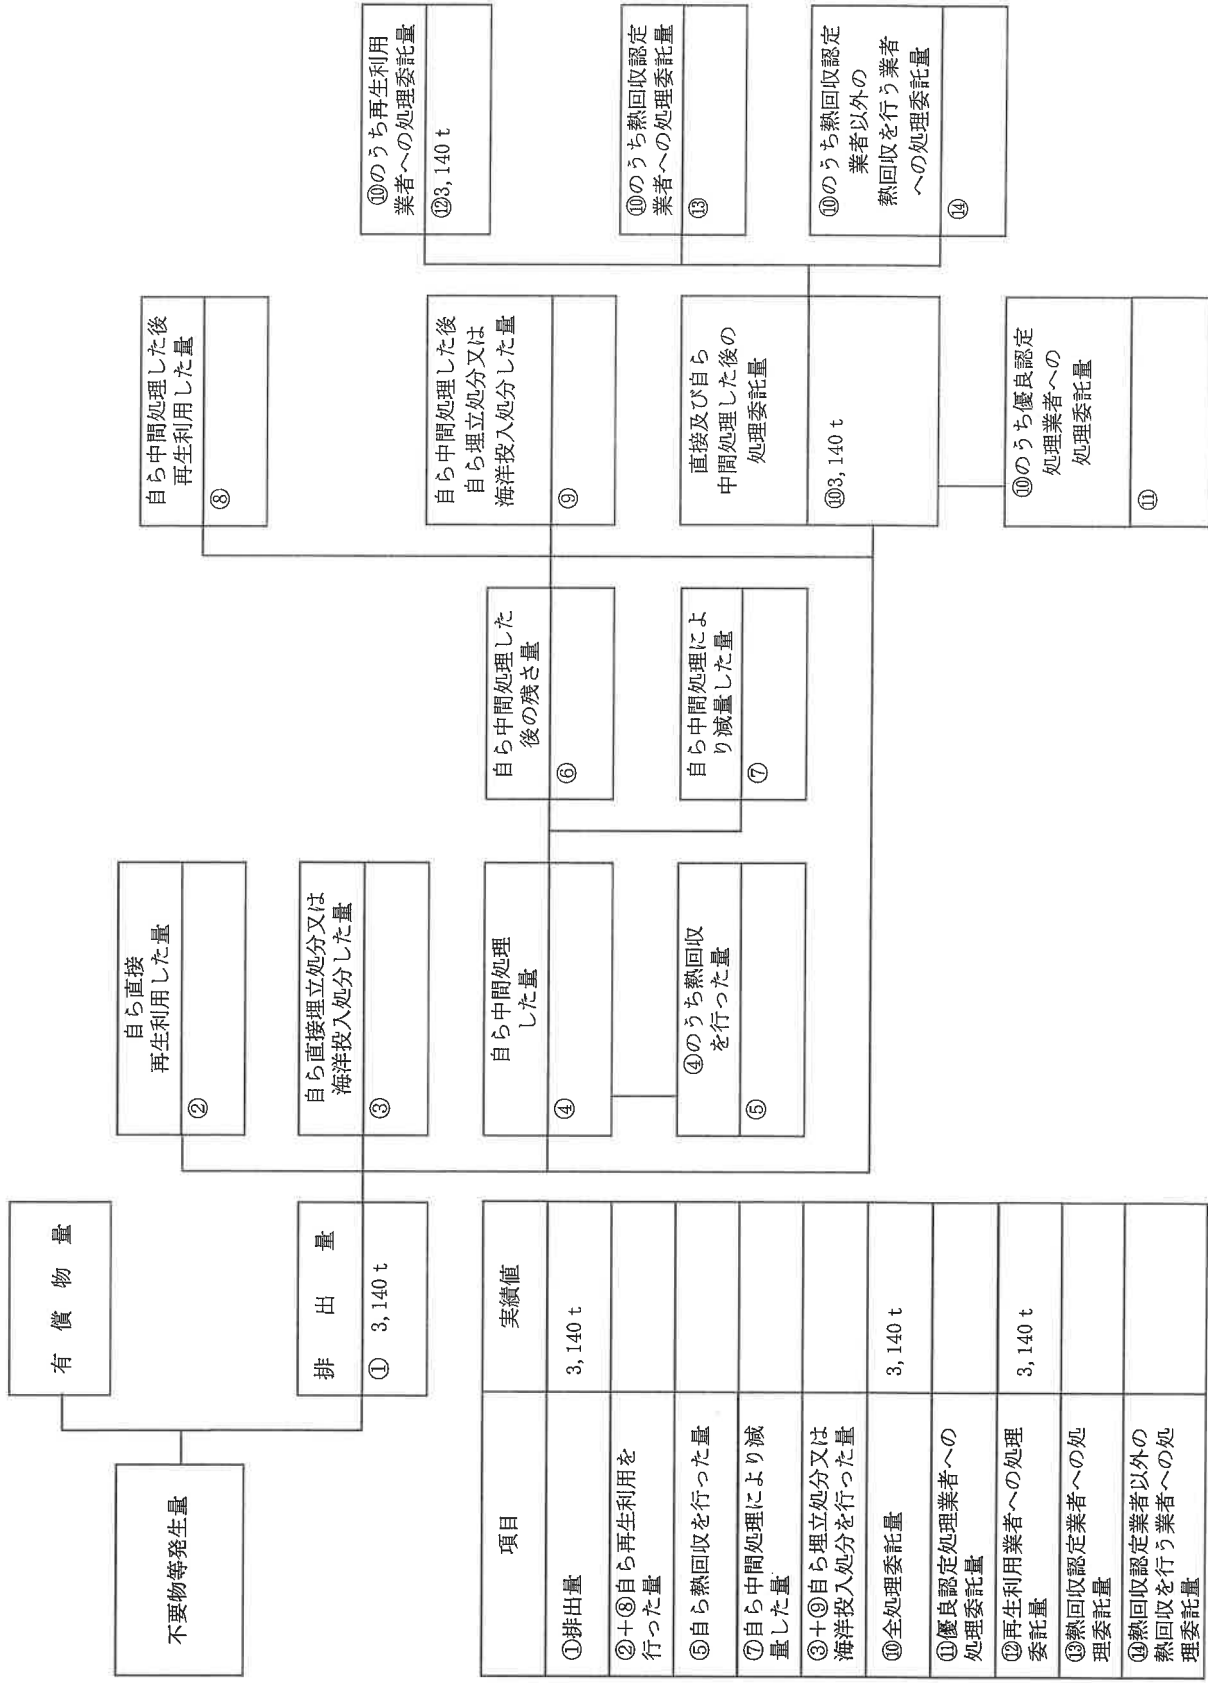 不要物等発生量
有償物量
排出量
① 3,140 t
自ら直接
再生利用した量
②
自ら直接埋立処分又は
海洋投入処分した量
③
自ら中間処理
した量
④
④のうち熱回収
を行った量
⑤
自ら中間処理した
後の残さ量
⑥
自ら中間処理によ
り減量した量
⑦
自ら中間処理した後
再生利用した量
⑧
自ら中間処理した後
自ら埋立処分又は
海洋投入処分した量
⑨
直接及び自ら
中間処理した後の
処理委託量
⑩3,140 t
⑩のうち優良認定
処理業者への
処理委託量
⑪
⑩のうち再生利用
業者への処理委託量
⑫3,140 t
⑩のうち熱回収認定
業者への処理委託量
⑬
⑩のうち熱回収認定
業者以外の
熱回収を行う業者
への処理委託量
⑭
項目 実績値
①排出量 3,140 t
②+⑧自ら再生利用を
行った量
⑤自ら熱回収を行った量
⑦自ら中間処理により減
量した量
③+⑨自ら埋立処分又は
海洋投入処分を行った量
⑩全処理委託量 3,140 t
⑪優良認定処理業者への
処理委託量
⑫再生利用業者への処理
委託量 3,140 t
⑬熱回収認定業者への処
理委託量
⑭熱回収認定業者以外の
熱回収を行う業者への処
理委託量